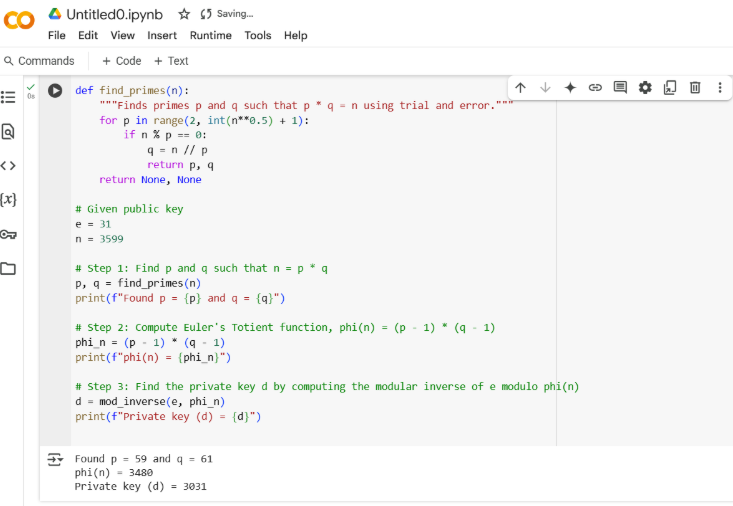 Untitled0.ipynb Saving...
File Edit View Insert Runtime Tools Help
Commands + Code + Text
0s
def find_primes(n):
    """Finds primes p and q such that p * q = n using trial and error."""
    for p in range(2, int(n**0.5) + 1):
        if n % p == 0:
            q = n // p
            return p, q
    return None, None

# Given public key
e = 31
n = 3599

# Step 1: Find p and q such that n = p * q
p, q = find_primes(n)
print(f"Found p = {p} and q = {q}")

# Step 2: Compute Euler's Totient function, phi(n) = (p - 1) * (q - 1)
phi_n = (p - 1) * (q - 1)
print(f"phi(n) = {phi_n}")

# Step 3: Find the private key d by computing the modular inverse of e modulo phi(n)
d = mod_inverse(e, phi_n)
print(f"Private key (d) = {d}")

Found p = 59 and q = 61
phi(n) = 3480
Private key (d) = 3031